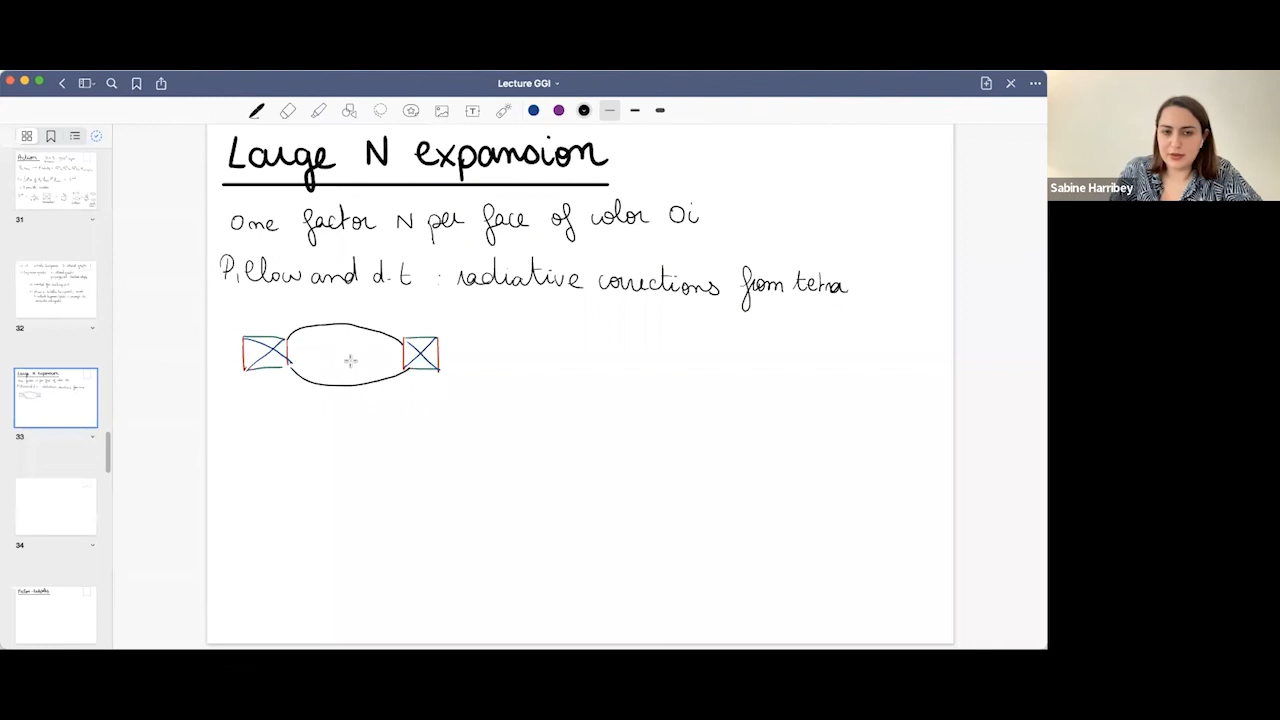 Lecture GGI
Sabine Harribey
Large N expansion
One factor N per face of color 0i
Pillow and d.t : radiative corrections from tetra
31
32
33
34